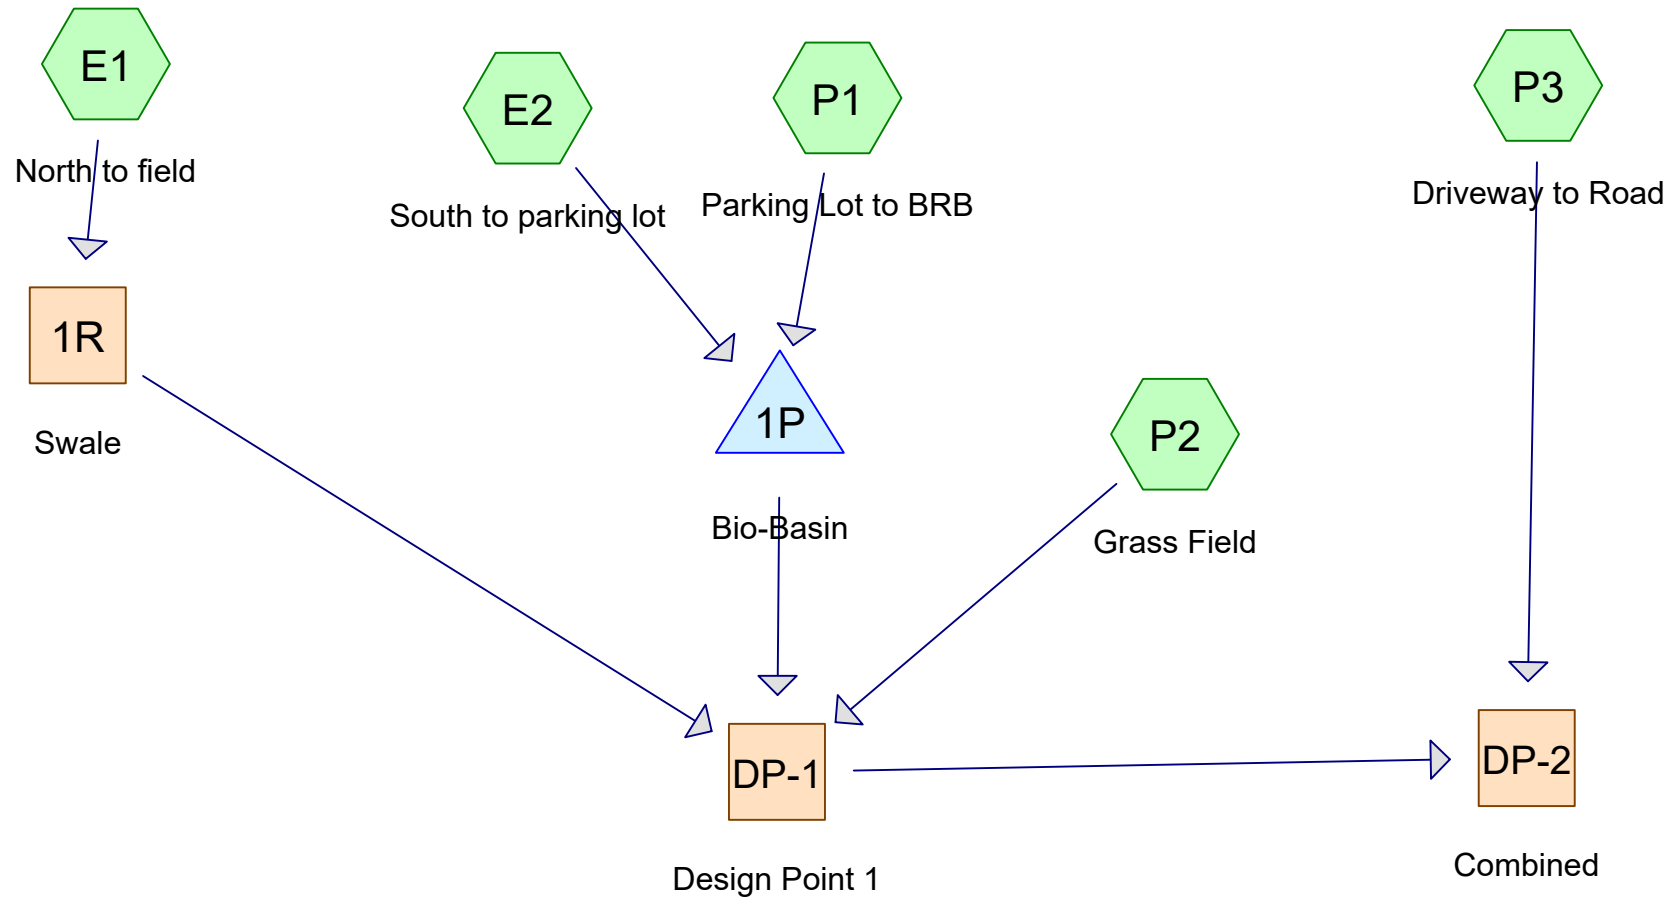 E1
North to field
E2
South to parking lot
P1
Parking Lot to BRB
P3
Driveway to Road
1R
Swale
1P
Bio-Basin
P2
Grass Field
DP-1
Design Point 1
DP-2
Combined